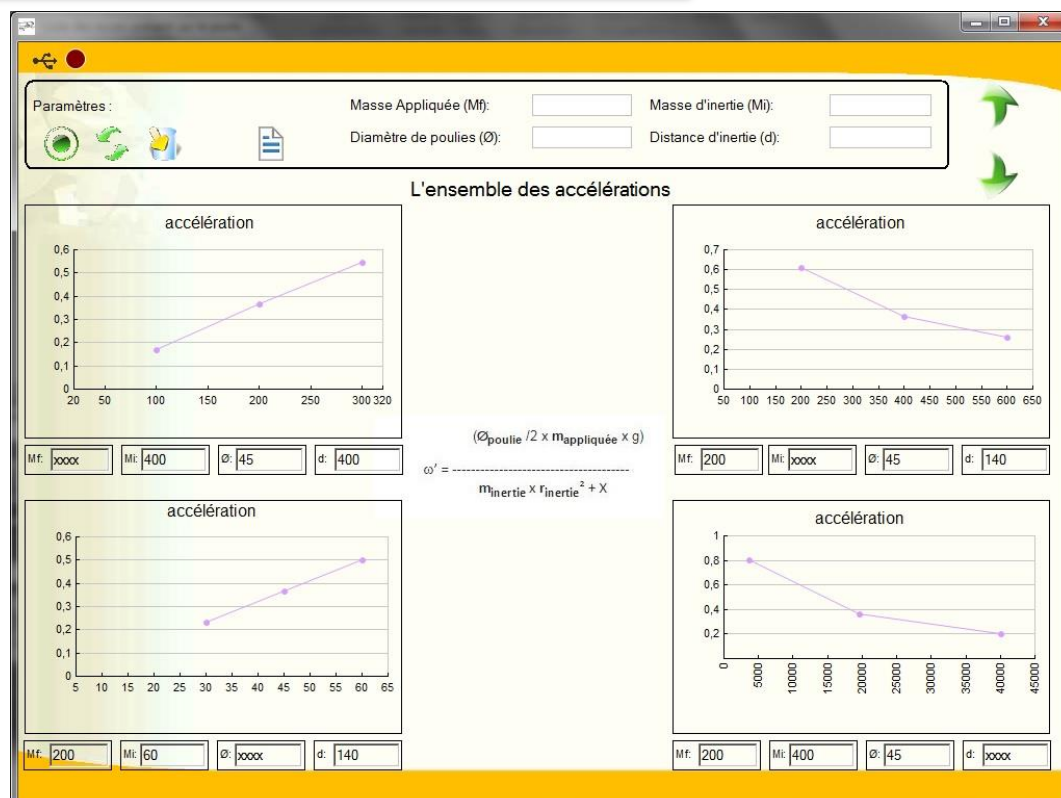 Paramètres :
Masse Appliquée (Mf):
Masse d'inertie (Mi):
Diamètre de poulies (Ø):
Distance d'inertie (d):
L'ensemble des accélérations
accélération
0,6
0,5
0,4
0,3
0,2
0,1
0
20 50 100 150 200 250 300 320
Mf: xxxx Mi: 400 Ø: 45 d: 400
accélération
0,7
0,6
0,5
0,4
0,3
0,2
0,1
0
50 100 150 200 250 300 350 400 450 500 550 600 650
Mf: 200 Mi: xxxx Ø: 45 d: 140
(Øpoulie /2 x mappliquée x g)
ω' = --------------------------------------
minertie x rinertie² + X
accélération
0,6
0,5
0,4
0,3
0,2
0,1
0
5 10 15 20 25 30 35 40 45 50 55 60 65
Mf: 200 Mi: 60 Ø: xxxx d: 140
accélération
1
0,8
0,6
0,4
0,2
0 5000 10000 15000 20000 25000 30000 35000 40000 45000
Mf: 200 Mi: 400 Ø: 45 d: xxxx